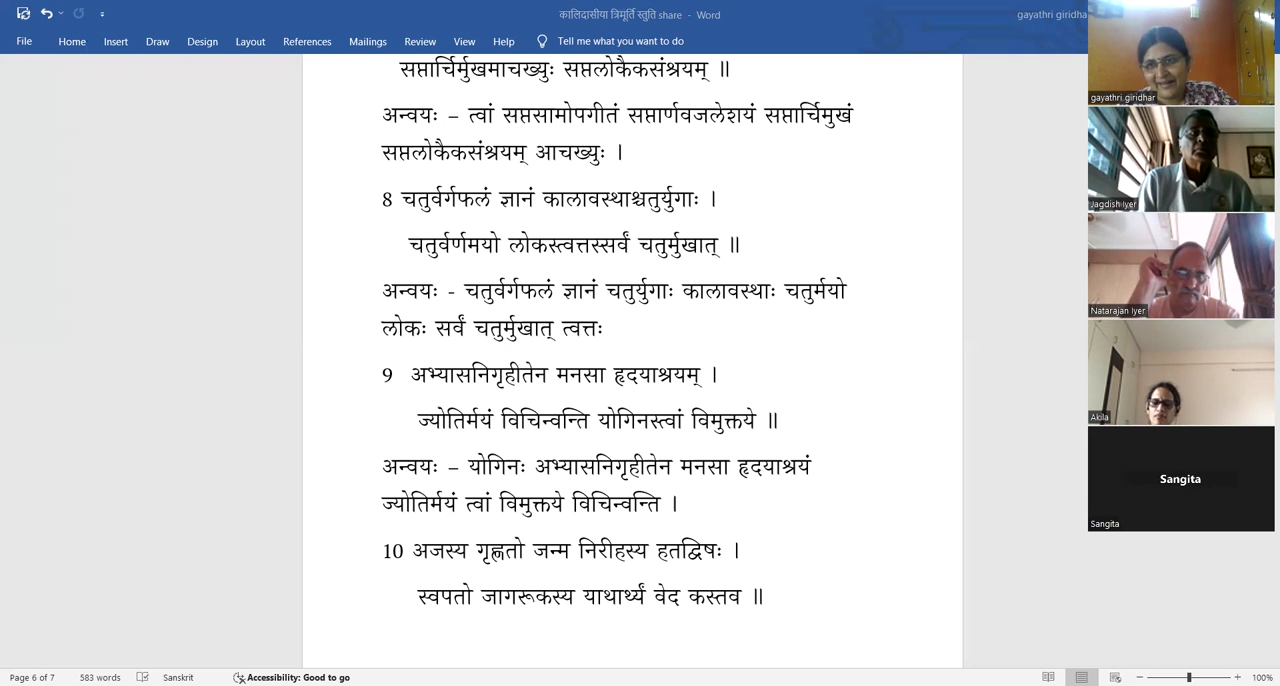 कालिदासीया त्रिमूर्ति स्तुति share - Word
gayathri giridha
File Home Insert Draw Design Layout References Mailings Review View Help Tell me what you want to do
सप्तार्चिर्मुखमाचख्युः सप्तलोकैकसंश्रयम् ॥
अन्वयः – त्वां सप्तसामोपगीतं सप्तार्णवजलेशयं सप्तार्चिमुखं
सप्तलोकैकसंश्रयम् आचख्युः ।
8 चतुर्वर्गफलं ज्ञानं कालावस्थाश्चतुर्युगाः ।
चतुर्वर्णमयो लोकस्त्वत्तस्सर्वं चतुर्मुखात् ॥
अन्वयः - चतुर्वर्गफलं ज्ञानं चतुर्युगाः कालावस्थाः चतुर्मयो
लोकः सर्वं चतुर्मुखात् त्वत्तः
9 अभ्यासनिगृहीतेन मनसा हृदयाश्रयम् ।
ज्योतिर्मयं विचिन्वन्ति योगिनस्त्वां विमुक्तये ॥
अन्वयः – योगिनः अभ्यासनिगृहीतेन मनसा हृदयाश्रयं
ज्योतिर्मयं त्वां विमुक्तये विचिन्वन्ति ।
10 अजस्य गृह्णतो जन्म निरीहस्य हतद्विषः ।
स्वपतो जागरूकस्य याथार्थ्यं वेद कस्तव ॥
gayathri giridhar
Jagdish Iyer
Natarajan Iyer
Akila
Sangita
Sangita
Page 6 of 7 583 words Sanskrit Accessibility: Good to go 100%